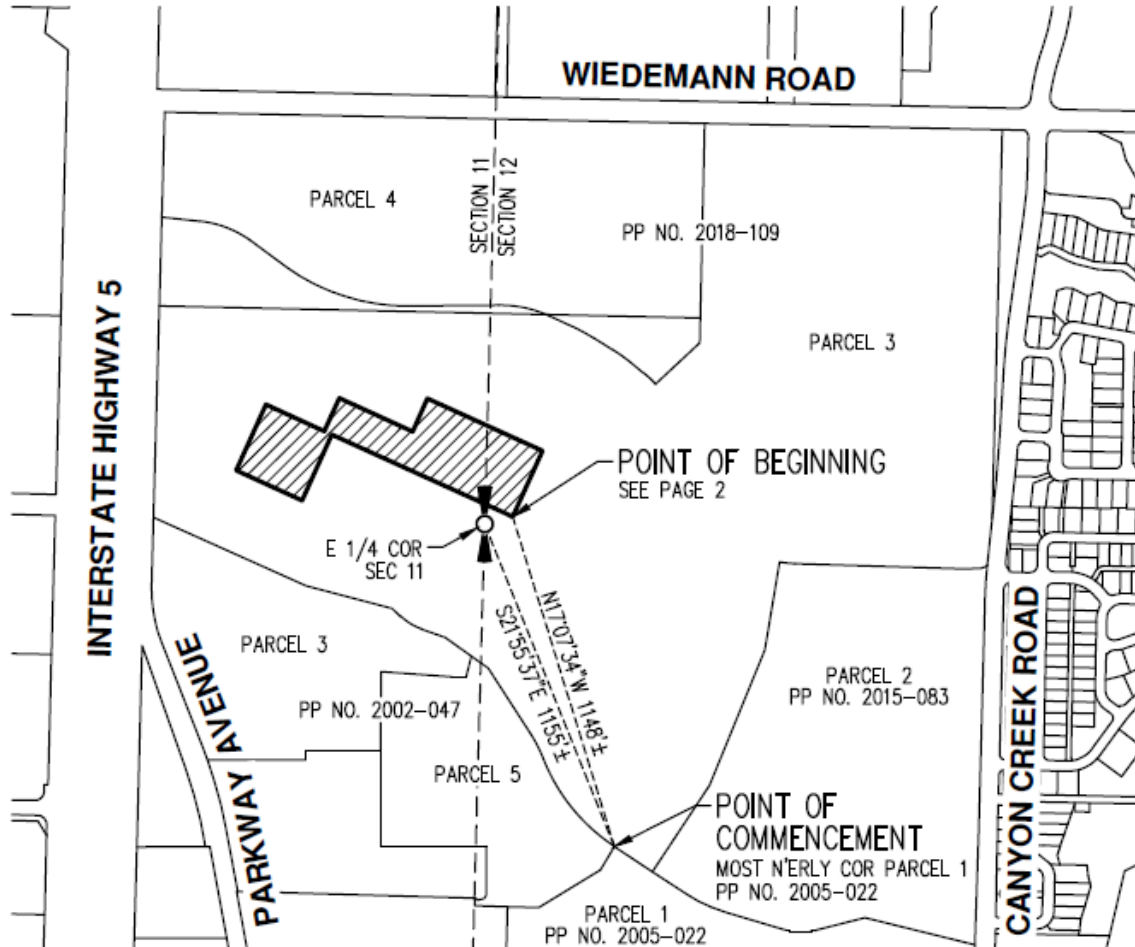 WIEDEMANN ROAD
SECTION 11
SECTION 12
PARCEL 4
PP NO. 2018-109
INTERSTATE HIGHWAY 5
PARCEL 3
POINT OF BEGINNING
SEE PAGE 2
E 1/4 COR
SEC 11
N17°07'34"W 1148'±
S21°55'37"E 1155'±
PARCEL 3
PP NO. 2002-047
PARCEL 2
PP NO. 2015-083
PARKWAY AVENUE
PARCEL 5
CANYON CREEK ROAD
POINT OF
COMMENCEMENT
MOST N'ERLY COR PARCEL 1
PP NO. 2005-022
PARCEL 1
PP NO. 2005-022